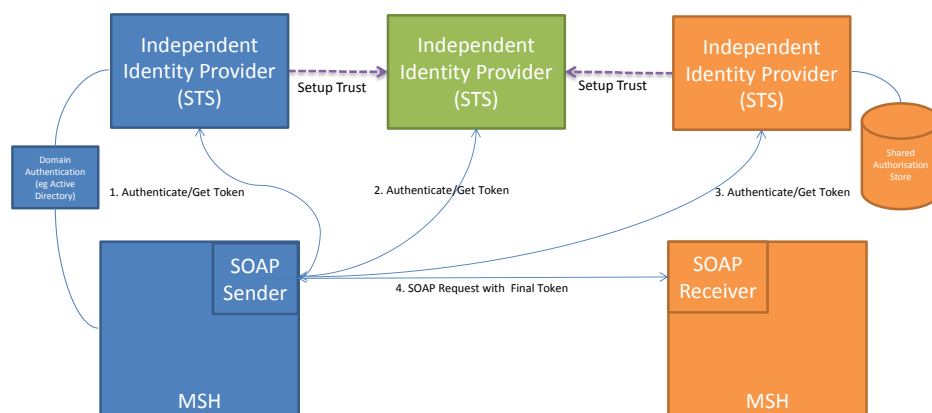 Independent
Identity Provider
(STS)
Setup Trust
Independent
Identity Provider
(STS)
Setup Trust
Independent
Identity Provider
(STS)
Domain
Authentication
(eg Active
Directory)
1. Authenticate/Get Token
2. Authenticate/Get Token
3. Authenticate/Get Token
Shared
Authorisation
Store
SOAP
Sender
4. SOAP Request with Final Token
SOAP
Receiver
MSH
MSH